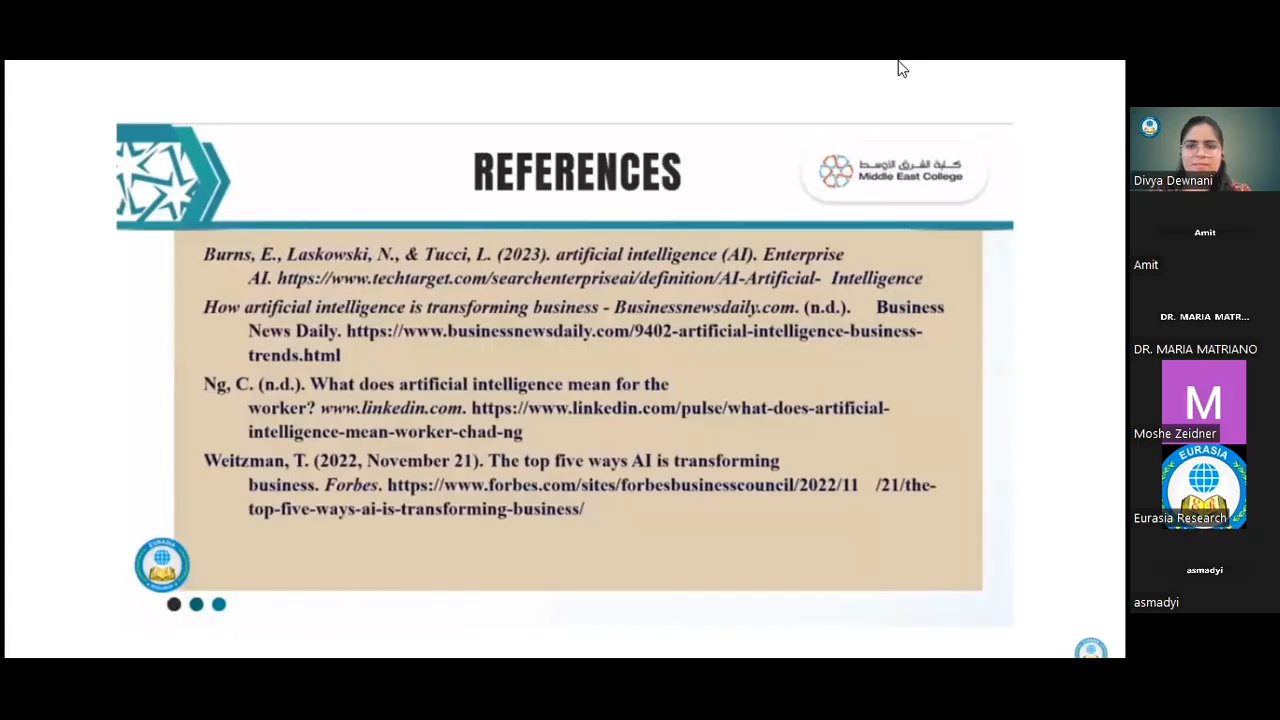 REFERENCES
كلية الشرق الأوسط
Middle East College
Burns, E., Laskowski, N., & Tucci, L. (2023). artificial intelligence (AI). Enterprise
AI. https://www.techtarget.com/searchenterpriseai/definition/AI-Artificial- Intelligence
How artificial intelligence is transforming business - Businessnewsdaily.com. (n.d.). Business
News Daily. https://www.businessnewsdaily.com/9402-artificial-intelligence-business-
trends.html
Ng, C. (n.d.). What does artificial intelligence mean for the
worker? www.linkedin.com. https://www.linkedin.com/pulse/what-does-artificial-
intelligence-mean-worker-chad-ng
Weitzman, T. (2022, November 21). The top five ways AI is transforming
business. Forbes. https://www.forbes.com/sites/forbesbusinesscouncil/2022/11 /21/the-
top-five-ways-ai-is-transforming-business/
EURASIA
Divya Dewnani
Amit
Amit
DR. MARIA MATR...
DR. MARIA MATRIANO
M
Moshe Zeidner
EURASIA
Eurasia Research
asmadyi
asmadyi